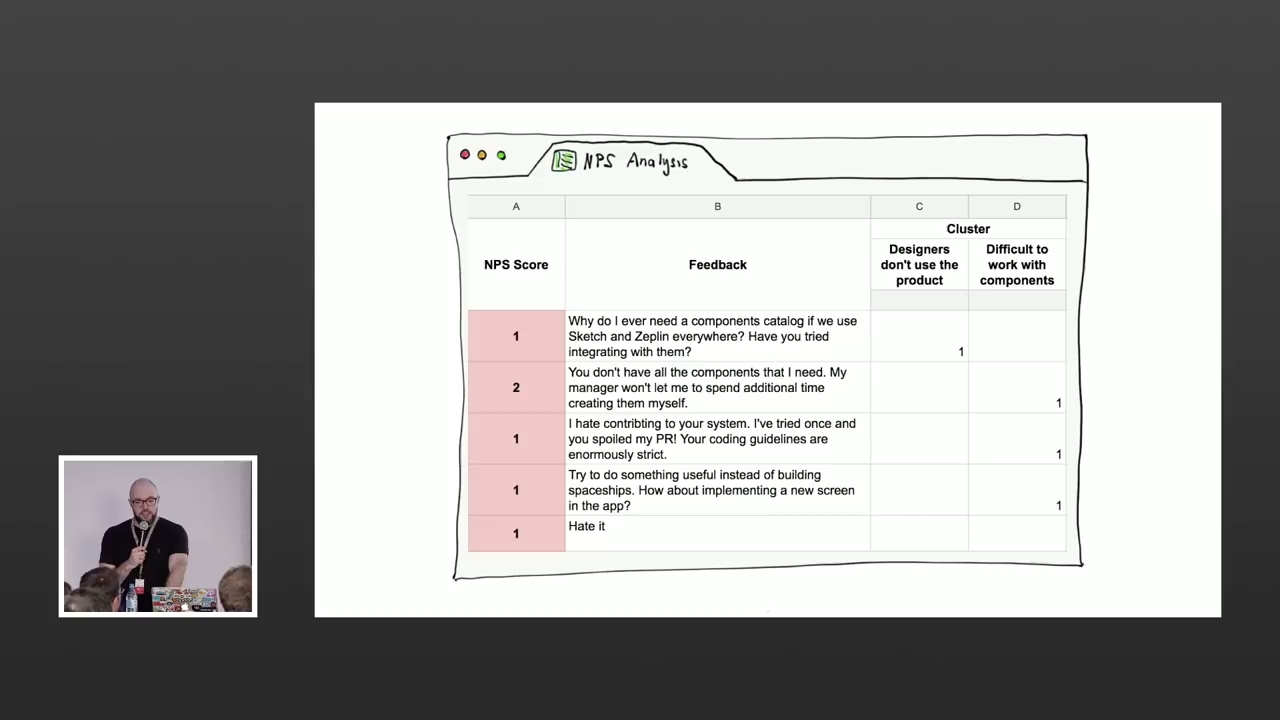 NPS Analysis
A
B
C
D
NPS Score
Feedback
Cluster
Designers
don't use the
product
Difficult to
work with
components
1
Why do I ever need a components catalog if we use
Sketch and Zeplin everywhere? Have you tried
integrating with them?
1
2
You don't have all the components that I need. My
manager won't let me to spend additional time
creating them myself.
1
1
I hate contribting to your system. I've tried once and
you spoiled my PR! Your coding guidelines are
enormously strict.
1
1
Try to do something useful instead of building
spaceships. How about implementing a new screen
in the app?
1
1
Hate it